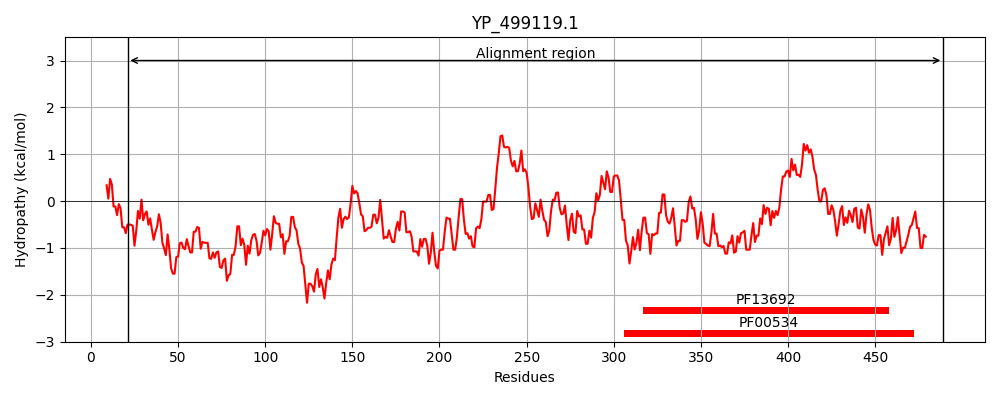 YP_499119.1
Alignment region
Hydropathy (kcal/mol)
3
2
1
0
−1
−2
−3
PF13692
PF00534
0 50 100 150 200 250 300 350 400 450
Residues